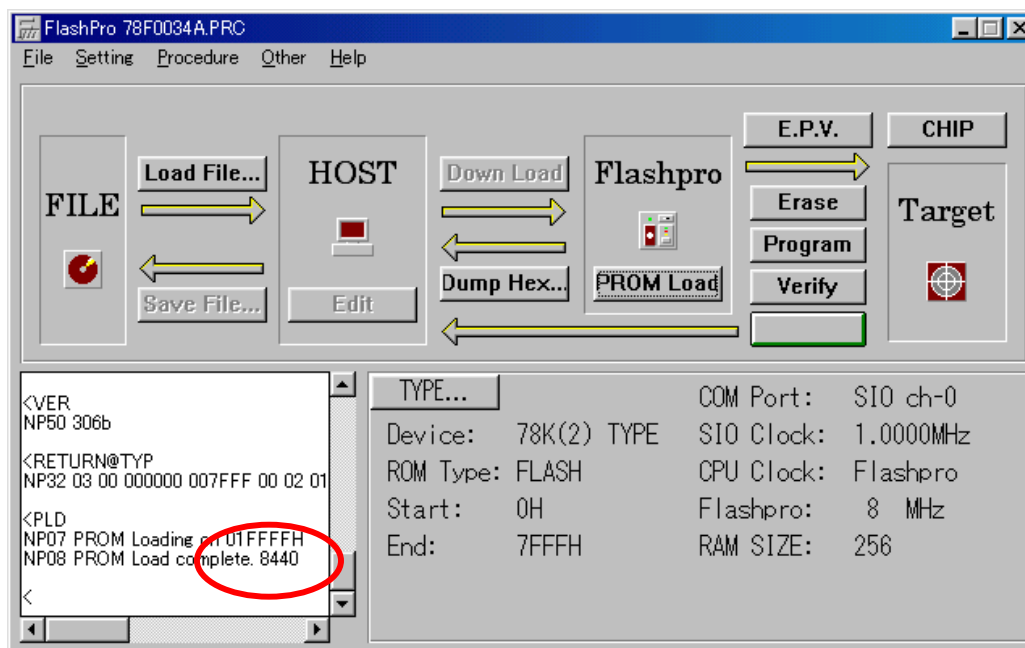 FlashPro 78F0034A.PRC
File Setting Procedure Other Help
E.P.V. CHIP
Load File... HOST Down Load Flashpro
FILE Erase Target
Program
Save File... Edit Dump Hex... PROM Load Verify
<VER
NP50 306b
<RETURN@TYP
NP32 03 00 000000 007FFF 00 02 01
<PLD
NP07 PROM Loading on 01FFFFH
NP08 PROM Load complete. 8440
<
TYPE... COM Port: SIO ch-0
Device: 78K(2) TYPE SIO Clock: 1.0000MHz
ROM Type: FLASH CPU Clock: Flashpro
Start: 0H Flashpro: 8 MHz
End: 7FFFH RAM SIZE: 256